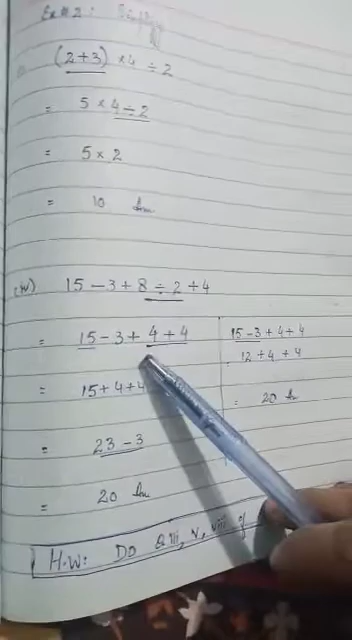 Ex # 2:
(2+3) × 4 ÷ 2
= 5 × 4 ÷ 2
= 5 × 2
= 10 Ans
(iv) 15 − 3 + 8 ÷ 2 + 4
= 15 − 3 + 4 + 4
= 15 + 4 + 4
= 23 − 3
= 20 Ans
15 − 3 + 4 + 4
12 + 4 + 4
= 20 Ans
H.W: Do Q iii, v, viii of